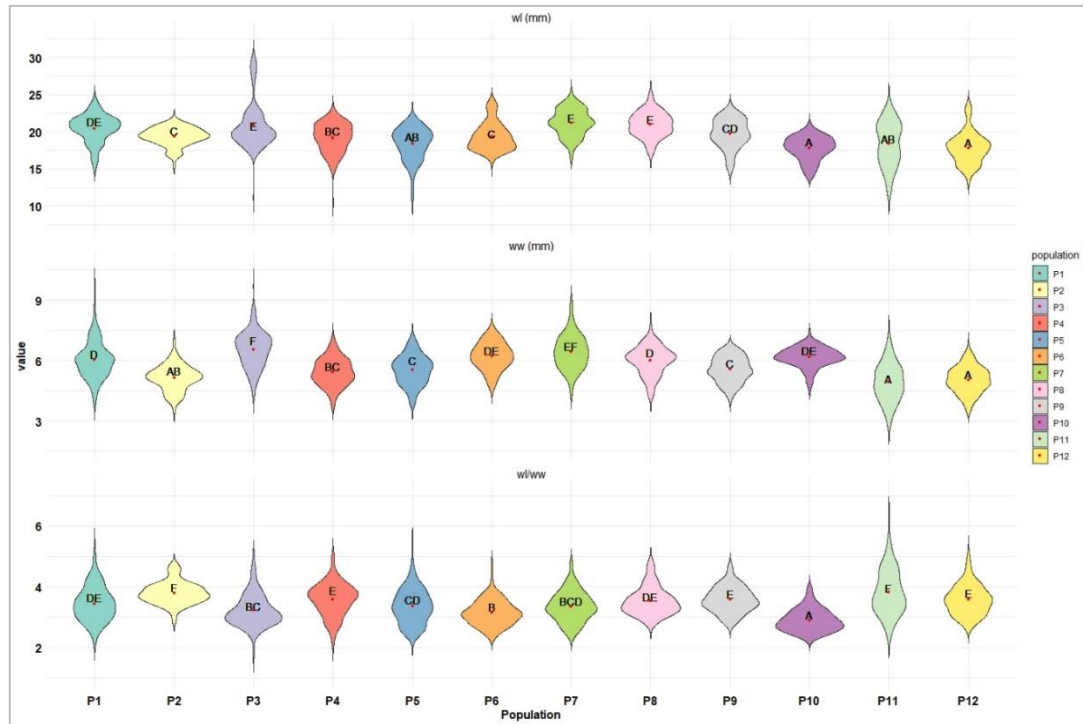 wl (mm)
30
25
20
15
10
DE C E BC AB C E E CD A AB A
ww (mm)
9
6
3
D AB F BC C DE EF D C DE A A
wl/ww
6
4
2
DE F BC E CD B BCD DE E A F E
value
P1 P2 P3 P4 P5 P6 P7 P8 P9 P10 P11 P12
Population
population
P1
P2
P3
P4
P5
P6
P7
P8
P9
P10
P11
P12